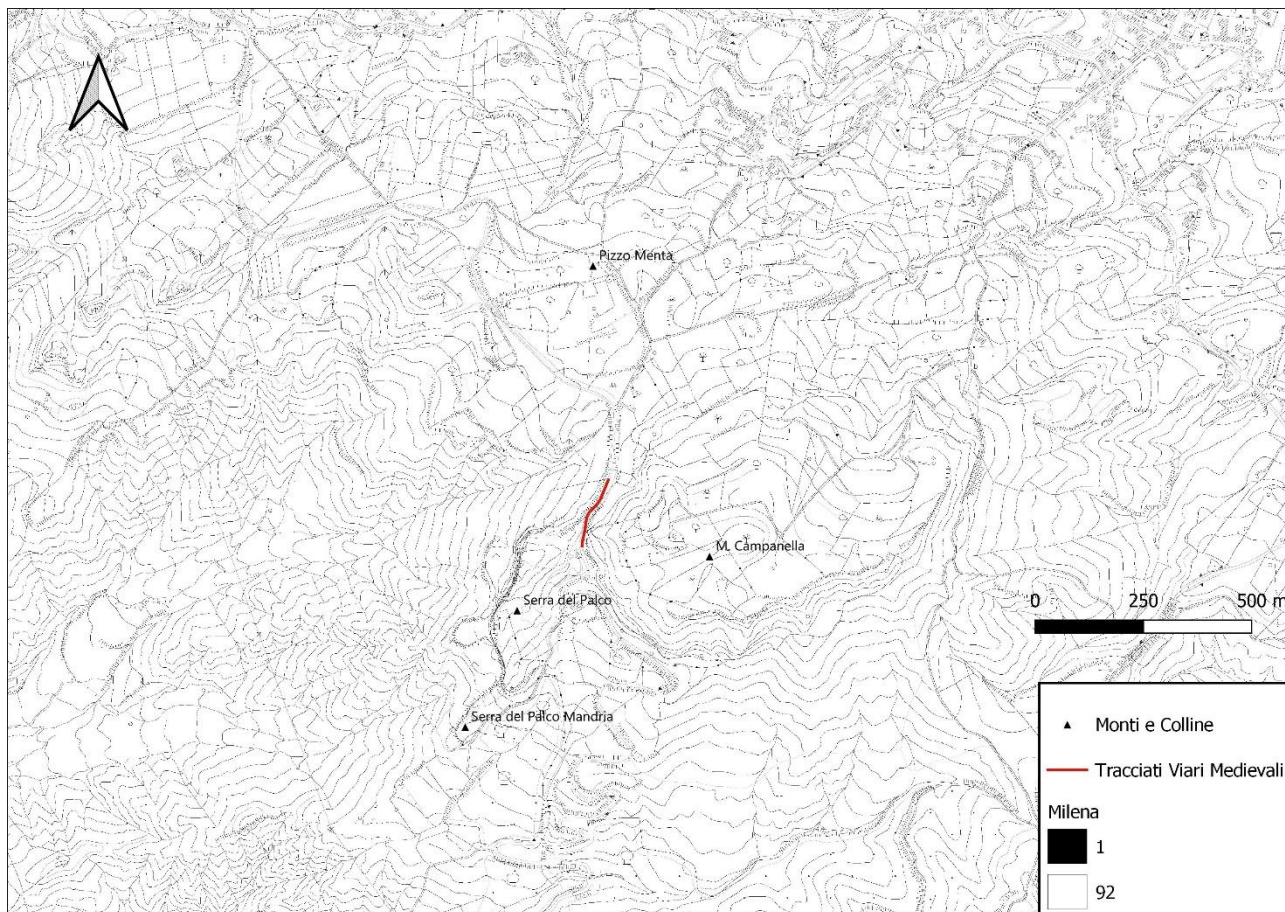 Pizzo Menta
M. Campanella
Serra del Palco
Serra del Palco Mandria
0 250 500 m
Monti e Colline
Tracciati Viari Medievali
Milena
1
92